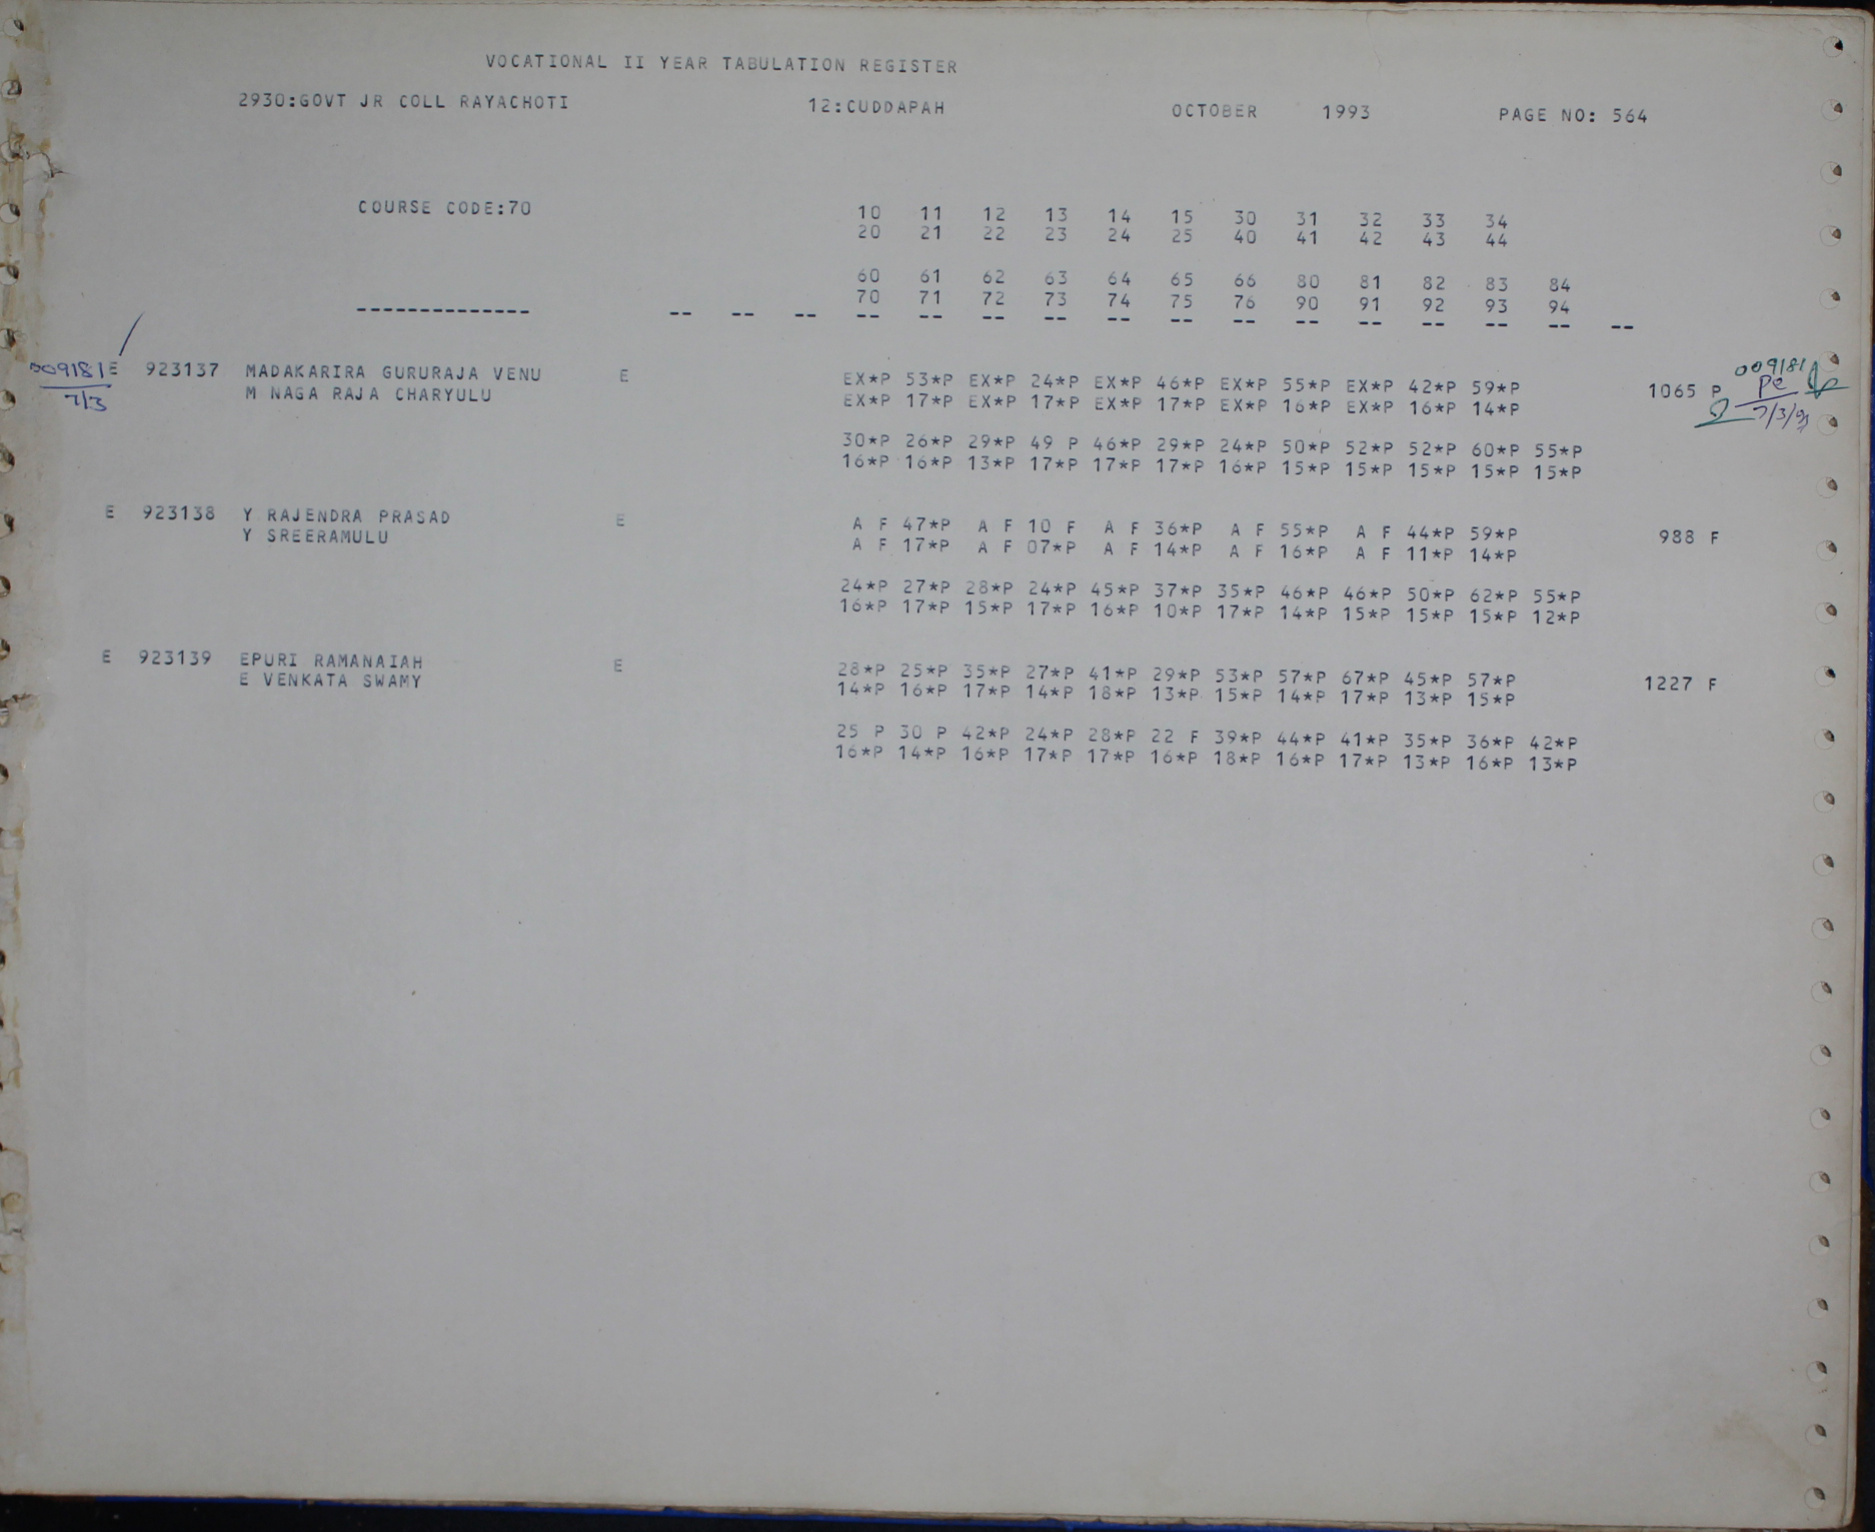 VOCATIONAL II YEAR TABULATION REGISTER
2930:GOVT JR COLL RAYACHOTI 12:CUDDAPAH OCTOBER 1993 PAGE NO: 564
COURSE CODE:70 10 11 12 13 14 15 30 31 32 33 34
20 21 22 23 24 25 40 41 42 43 44
60 61 62 63 64 65 66 80 81 82 83 84
70 71 72 73 74 75 76 90 91 92 93 94
-------------- -- -- -- -- -- -- -- -- -- -- -- -- -- -- -- --
009181 E 923137 MADAKARIRA GURURAJA VENU E EX*P 53*P EX*P 24*P EX*P 46*P EX*P 55*P EX*P 42*P 59*P 1065 P 009181
7/3 M NAGA RAJA CHARYULU EX*P 17*P EX*P 17*P EX*P 17*P EX*P 16*P EX*P 16*P 14*P
30*P 26*P 29*P 49 P 46*P 29*P 24*P 50*P 52*P 52*P 60*P 55*P
16*P 16*P 13*P 17*P 17*P 17*P 16*P 15*P 15*P 15*P 15*P 15*P
E 923138 Y RAJENDRA PRASAD E A F 47*P A F 10 F A F 36*P A F 55*P A F 44*P 59*P 988 F
Y SREERAMULU A F 17*P A F 07*P A F 14*P A F 16*P A F 11*P 14*P
24*P 27*P 28*P 24*P 45*P 37*P 35*P 46*P 46*P 50*P 62*P 55*P
16*P 17*P 15*P 17*P 16*P 10*P 17*P 14*P 15*P 15*P 15*P 12*P
E 923139 EPURI RAMANAIAH E 28*P 25*P 35*P 27*P 41*P 29*P 53*P 57*P 67*P 45*P 57*P 1227 F
E VENKATA SWAMY 14*P 16*P 17*P 14*P 18*P 13*P 15*P 14*P 17*P 13*P 15*P
25 P 30 P 42*P 24*P 28*P 22 F 39*P 44*P 41*P 35*P 36*P 42*P
16*P 14*P 16*P 17*P 17*P 16*P 18*P 16*P 17*P 13*P 16*P 13*P